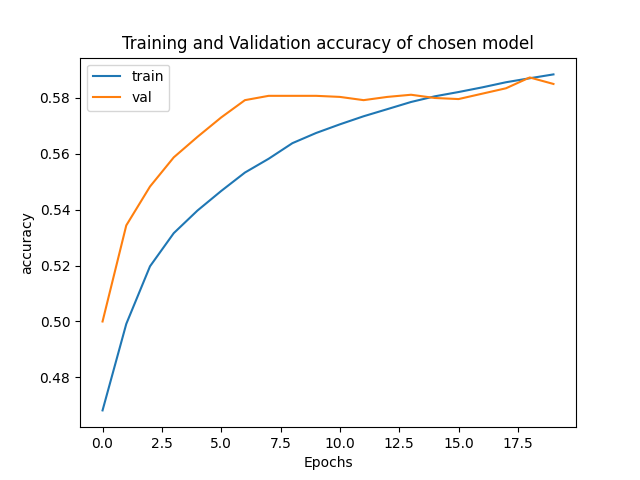 Training and Validation accuracy of chosen model
train
val
0.58
0.56
0.54
0.52
0.50
0.48
accuracy
0.0 2.5 5.0 7.5 10.0 12.5 15.0 17.5
Epochs